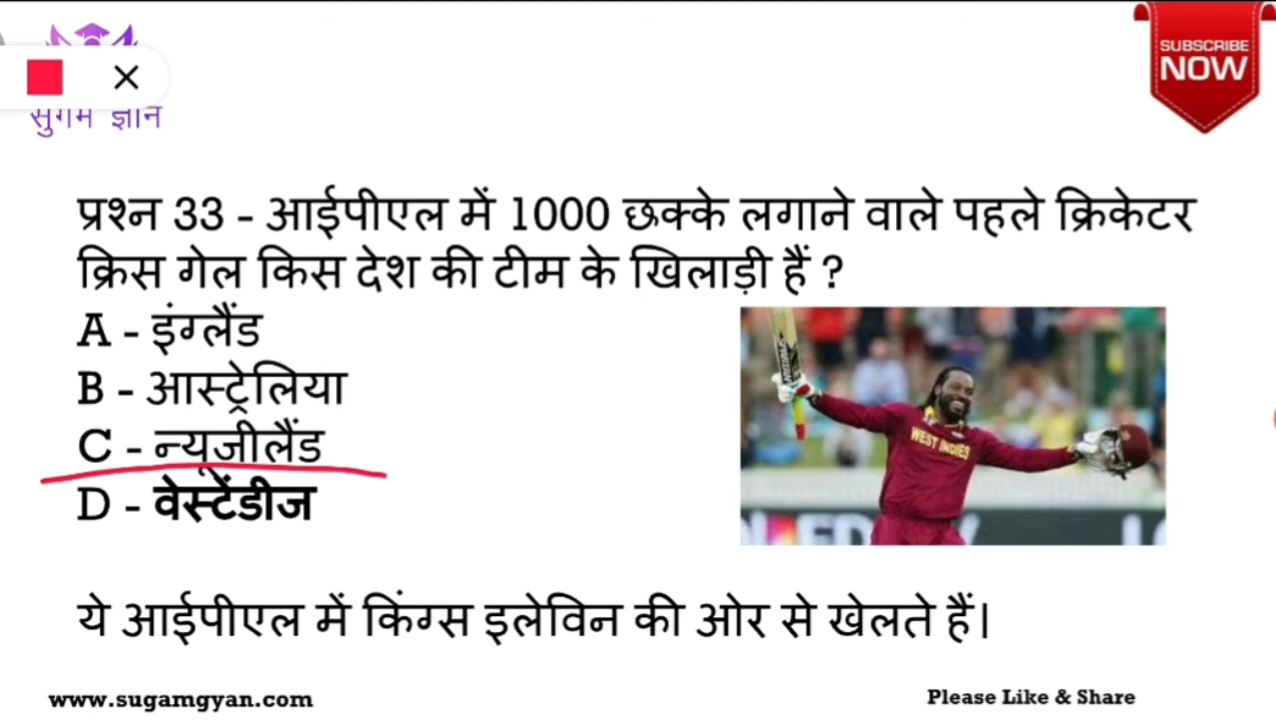 SUBSCRIBE
NOW
सुगम ज्ञान
प्रश्न 33 - आईपीएल में 1000 छक्के लगाने वाले पहले क्रिकेटर
क्रिस गेल किस देश की टीम के खिलाड़ी हैं ?
A - इंग्लैंड
B - आस्ट्रेलिया
C - न्यूजीलैंड
D - वेस्टेंडीज
WEST INDIES
ये आईपीएल में किंग्स इलेविन की ओर से खेलते हैं।
www.sugamgyan.com
Please Like & Share